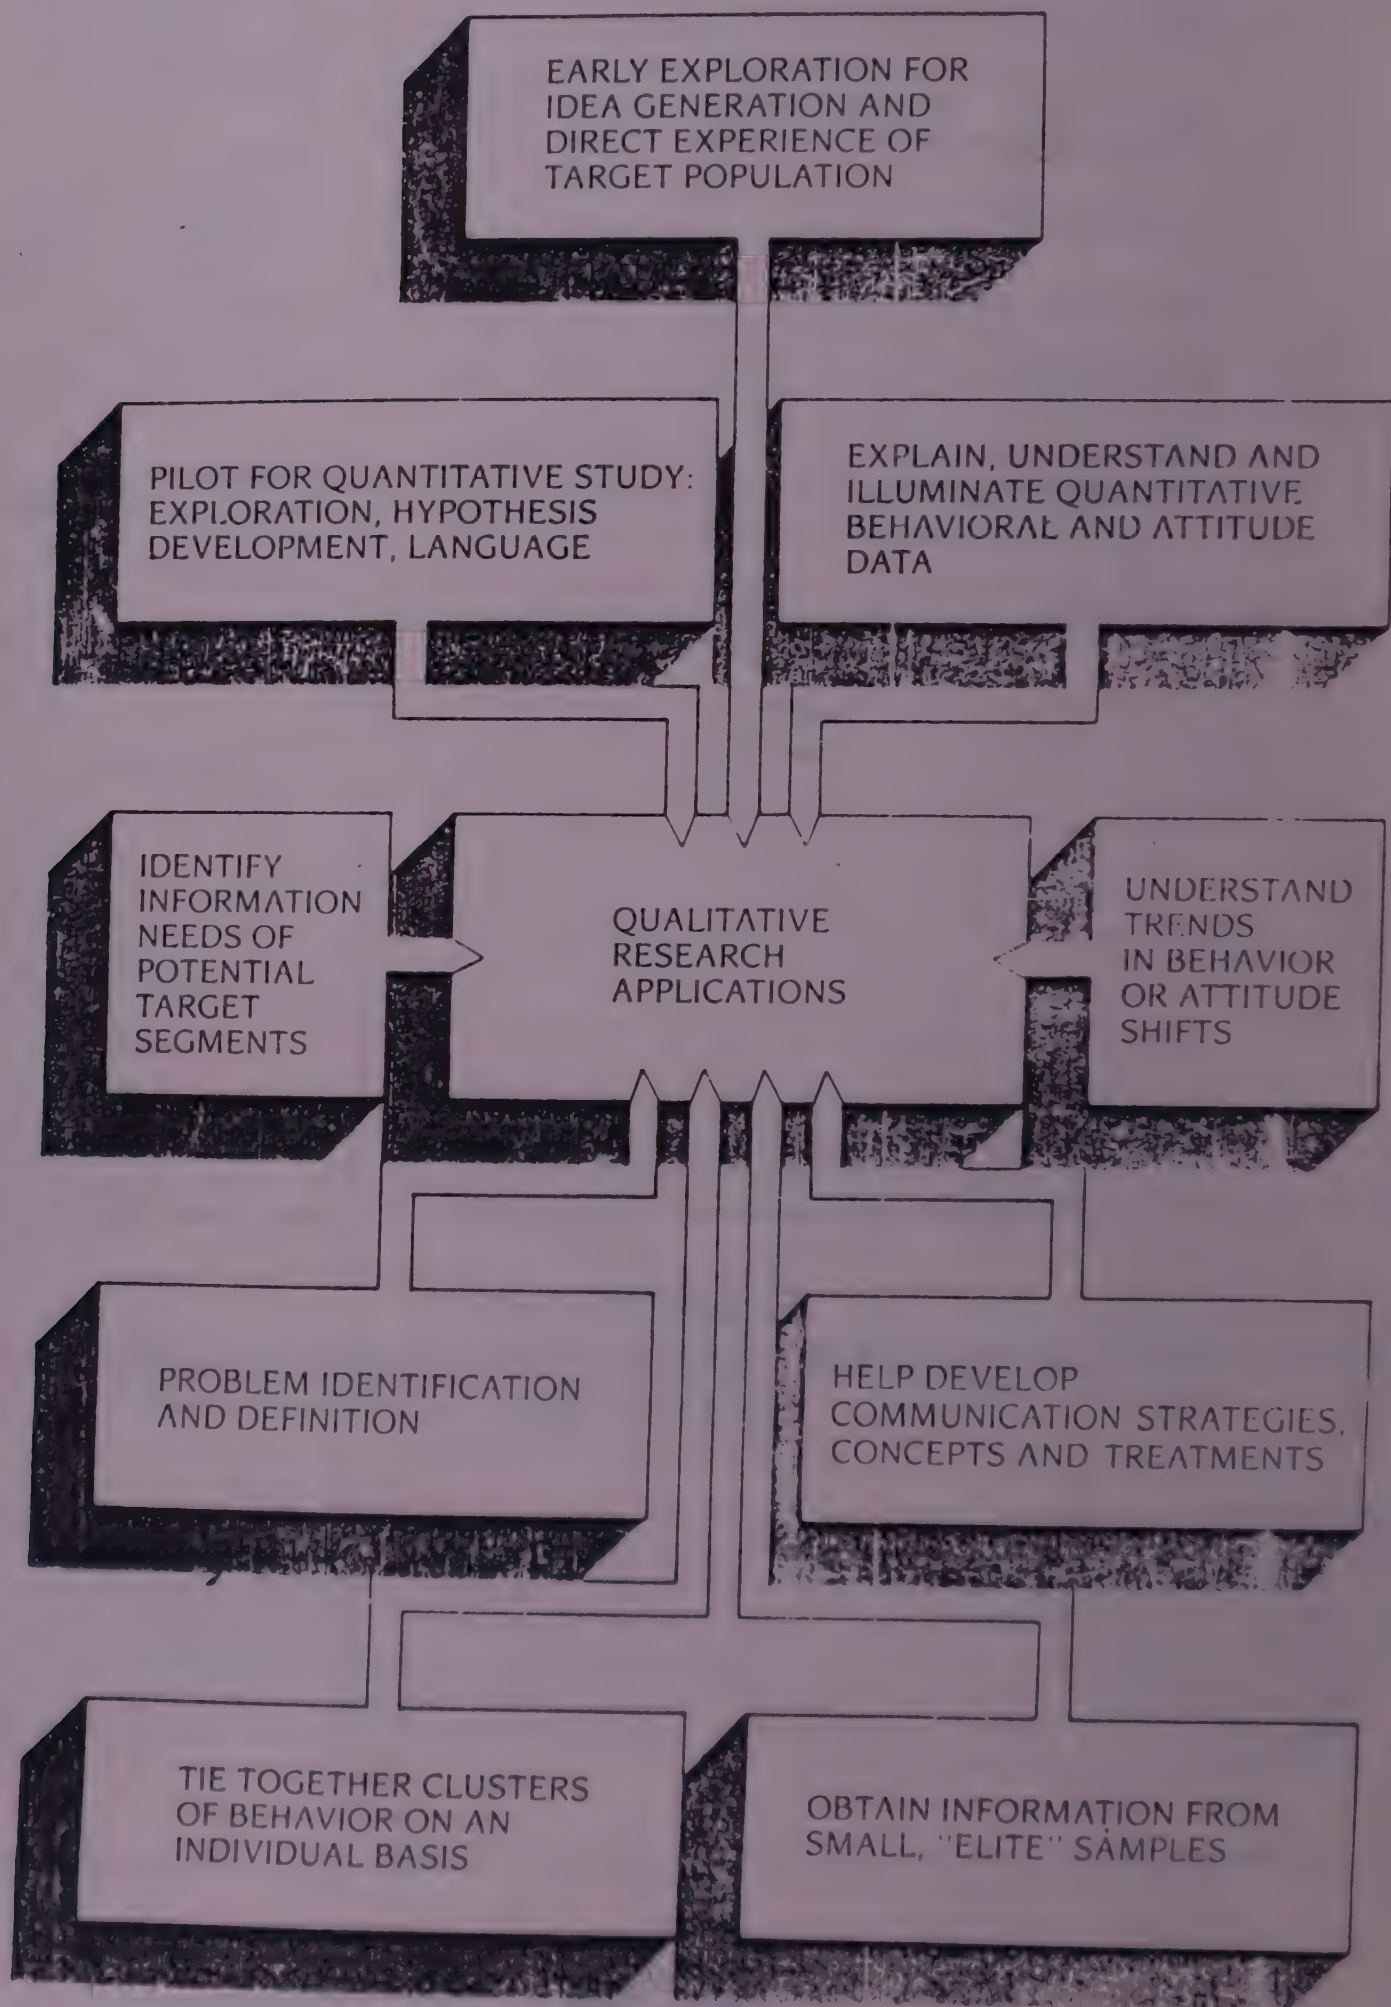 EARLY EXPLORATION FOR
IDEA GENERATION AND
DIRECT EXPERIENCE OF
TARGET POPULATION
PILOT FOR QUANTITATIVE STUDY:
EXPLORATION, HYPOTHESIS
DEVELOPMENT, LANGUAGE
EXPLAIN, UNDERSTAND AND
ILLUMINATE QUANTITATIVE
BEHAVIORAL AND ATTITUDE
DATA
IDENTIFY
INFORMATION
NEEDS OF
POTENTIAL
TARGET
SEGMENTS
QUALITATIVE
RESEARCH
APPLICATIONS
UNDERSTAND
TRENDS
IN BEHAVIOR
OR ATTITUDE
SHIFTS
PROBLEM IDENTIFICATION
AND DEFINITION
HELP DEVELOP
COMMUNICATION STRATEGIES,
CONCEPTS AND TREATMENTS
TIE TOGETHER CLUSTERS
OF BEHAVIOR ON AN
INDIVIDUAL BASIS
OBTAIN INFORMATION FROM
SMALL, "ELITE" SAMPLES